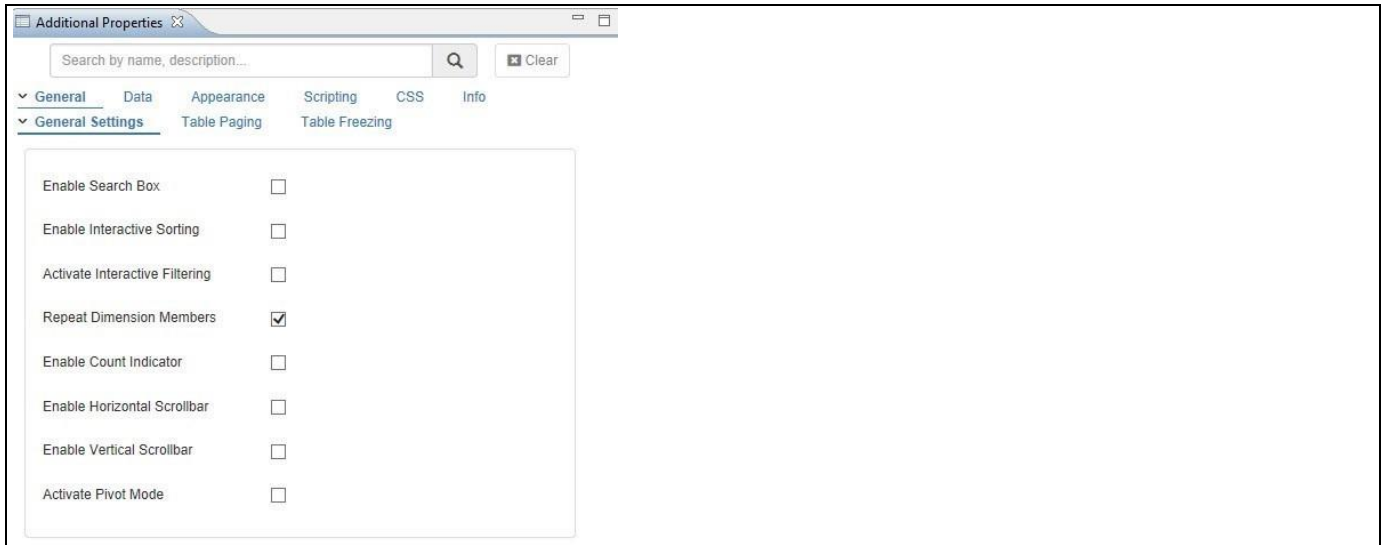 Additional Properties
Search by name, description...
Clear
General Data Appearance Scripting CSS Info
General Settings Table Paging Table Freezing
Enable Search Box
Enable Interactive Sorting
Activate Interactive Filtering
Repeat Dimension Members
Enable Count Indicator
Enable Horizontal Scrollbar
Enable Vertical Scrollbar
Activate Pivot Mode